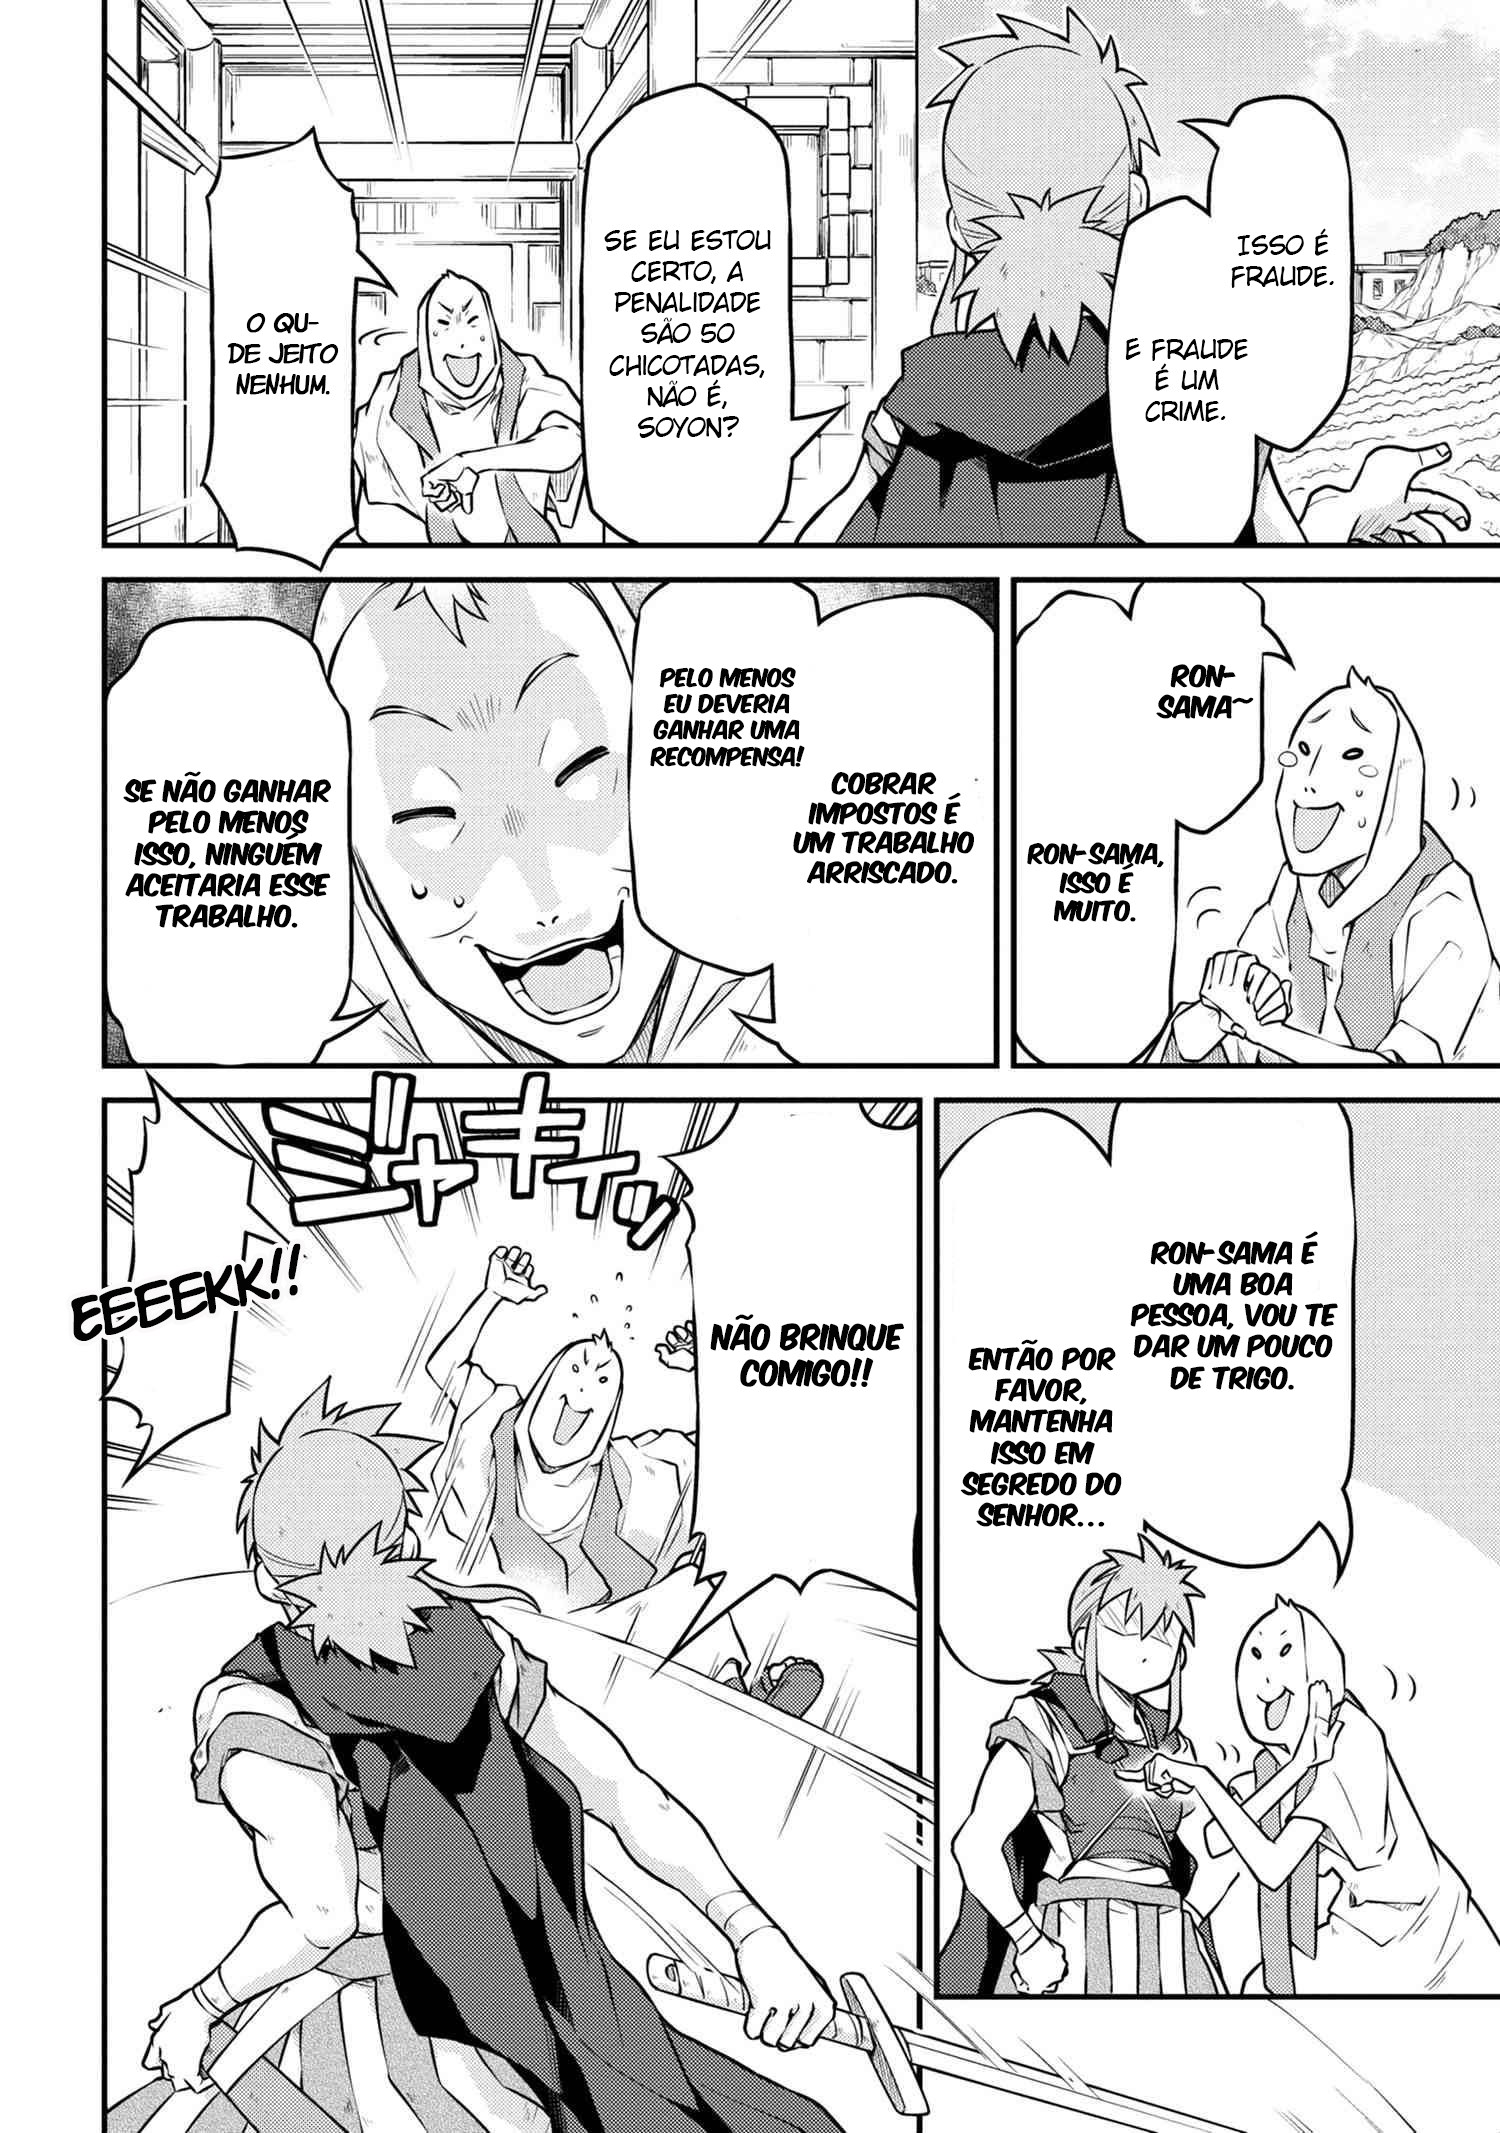 ISSO É
FRAUDE.
E FRAUDE
É UM
CRIME.
SE EU ESTOU
CERTO, A
PENALIDADE
SÃO 50
CHICOTADAS,
NÃO É,
SOYON?
O QU-
DE JEITO
NENHUM.
RON-
SAMA~
RON-SAMA,
ISSO É
MUITO.
PELO MENOS
EU DEVERIA
GANHAR UMA
RECOMPENSA!
COBRAR
IMPOSTOS É
UM TRABALHO
ARRISCADO.
SE NÃO GANHAR
PELO MENOS
ISSO, NINGUÉM
ACEITARIA ESSE
TRABALHO.
RON-SAMA É
UMA BOA
PESSOA, VOU TE
DAR UM POUCO
DE TRIGO.
ENTÃO POR
FAVOR,
MANTENHA
ISSO EM
SEGREDO DO
SENHOR...
ジャキィッ
NÃO BRINQUE
COMIGO!!
EEEEKK!!